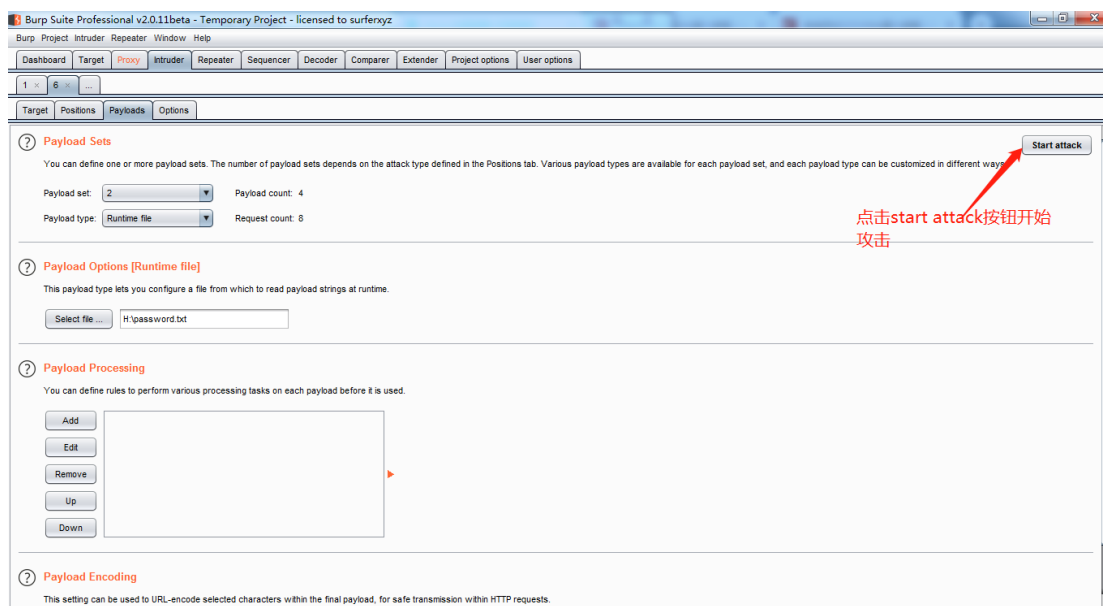 Burp Suite Professional v2.0.11beta - Temporary Project - licensed to surferxyz
Burp Project Intruder Repeater Window Help
Dashboard Target Proxy Intruder Repeater Sequencer Decoder Comparer Extender Project options User options
1 × 6 × ...
Target Positions Payloads Options
? Payload Sets
Start attack
You can define one or more payload sets. The number of payload sets depends on the attack type defined in the Positions tab. Various payload types are available for each payload set, and each payload type can be customized in different ways.
Payload set: 2 Payload count: 4
Payload type: Runtime file Request count: 8
点击start attack按钮开始
攻击
? Payload Options [Runtime file]
This payload type lets you configure a file from which to read payload strings at runtime.
Select file ... H:\password.txt
? Payload Processing
You can define rules to perform various processing tasks on each payload before it is used.
Add
Edit
Remove
Up
Down
? Payload Encoding
This setting can be used to URL-encode selected characters within the final payload, for safe transmission within HTTP requests.